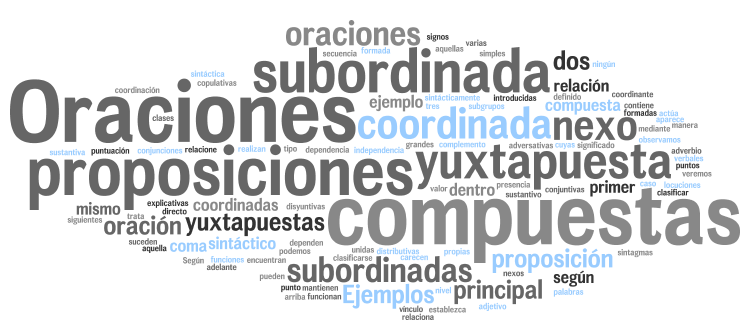 oraciones signos
secuencia formada aquellas varias
simples
subordinada dos ningún
sintáctica
copulativas
coordinación
relación
definido coordinante
Oraciones ejemplo sintácticamente introducidas
tres subgrupos
compuesta contiene
formadas actúa
aparece
clases
coordinada nexo mediante manera
observamos
sustantiva puntuación conjunciones relacione realizan tipo dependencia independencia
grandes complemento adversativas cuyas significado
adverbio
verbales
puntos
veremos
proposiciones yuxtapuesta
valor dentro presencia
sustantivo conjuntivas primer caso locuciones
clasificar
explicativas
directo
mismo coordinadas disyuntivas
siguientes trata
oración yuxtapuestas compuestas
suceden
aquella coma sintáctico dependen
podemos
unidas distributivas propias
clasificarse carecen
proposición sintagmas
Según funciones encuentran
adelante
pueden subordinadas nexos según
punto mantienen
arriba funcionan Ejemplos nivel principal palabras
adjetivo
vínculo establezca
relaciona